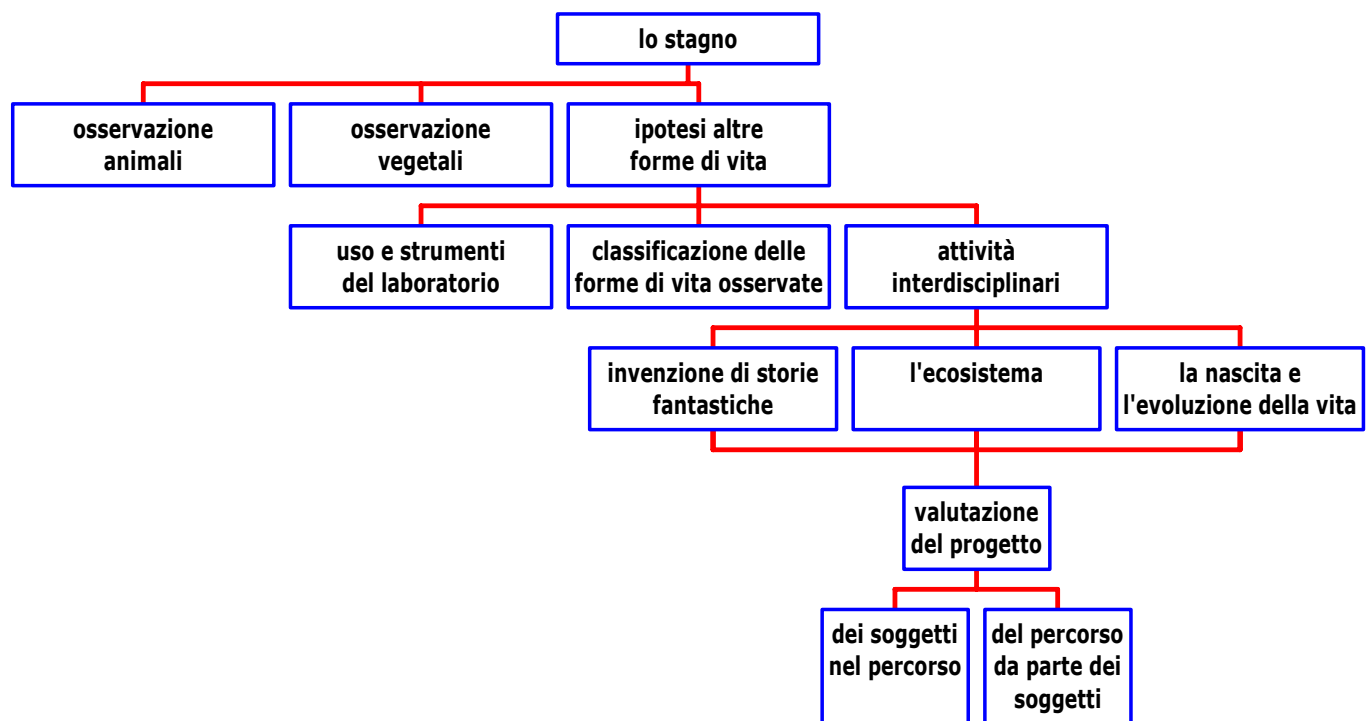 lo stagno
osservazione
animali
osservazione
vegetali
ipotesi altre
forme di vita
uso e strumenti
del laboratorio
classificazione delle
forme di vita osservate
attività
interdisciplinari
invenzione di storie
fantastiche
l'ecosistema
la nascita e
l'evoluzione della vita
valutazione
del progetto
dei soggetti
nel percorso
del percorso
da parte dei
soggetti